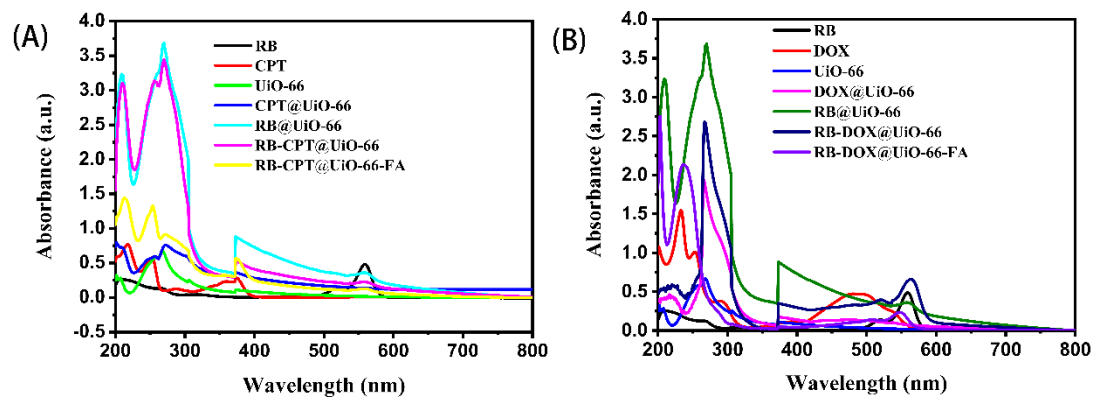 (A)
4.0
3.5
3.0
2.5
2.0
1.5
1.0
0.5
0.0
-0.5
Absorbance (a.u.)
RB
CPT
UiO-66
CPT@UiO-66
RB@UiO-66
RB-CPT@UiO-66
RB-CPT@UiO-66-FA
200 300 400 500 600 700 800
Wavelength (nm)
(B)
4.0
3.5
3.0
2.5
2.0
1.5
1.0
0.5
0.0
Absorbance (a.u.)
RB
DOX
UiO-66
DOX@UiO-66
RB@UiO-66
RB-DOX@UiO-66
RB-DOX@UiO-66-FA
200 300 400 500 600 700 800
Wavelength (nm)